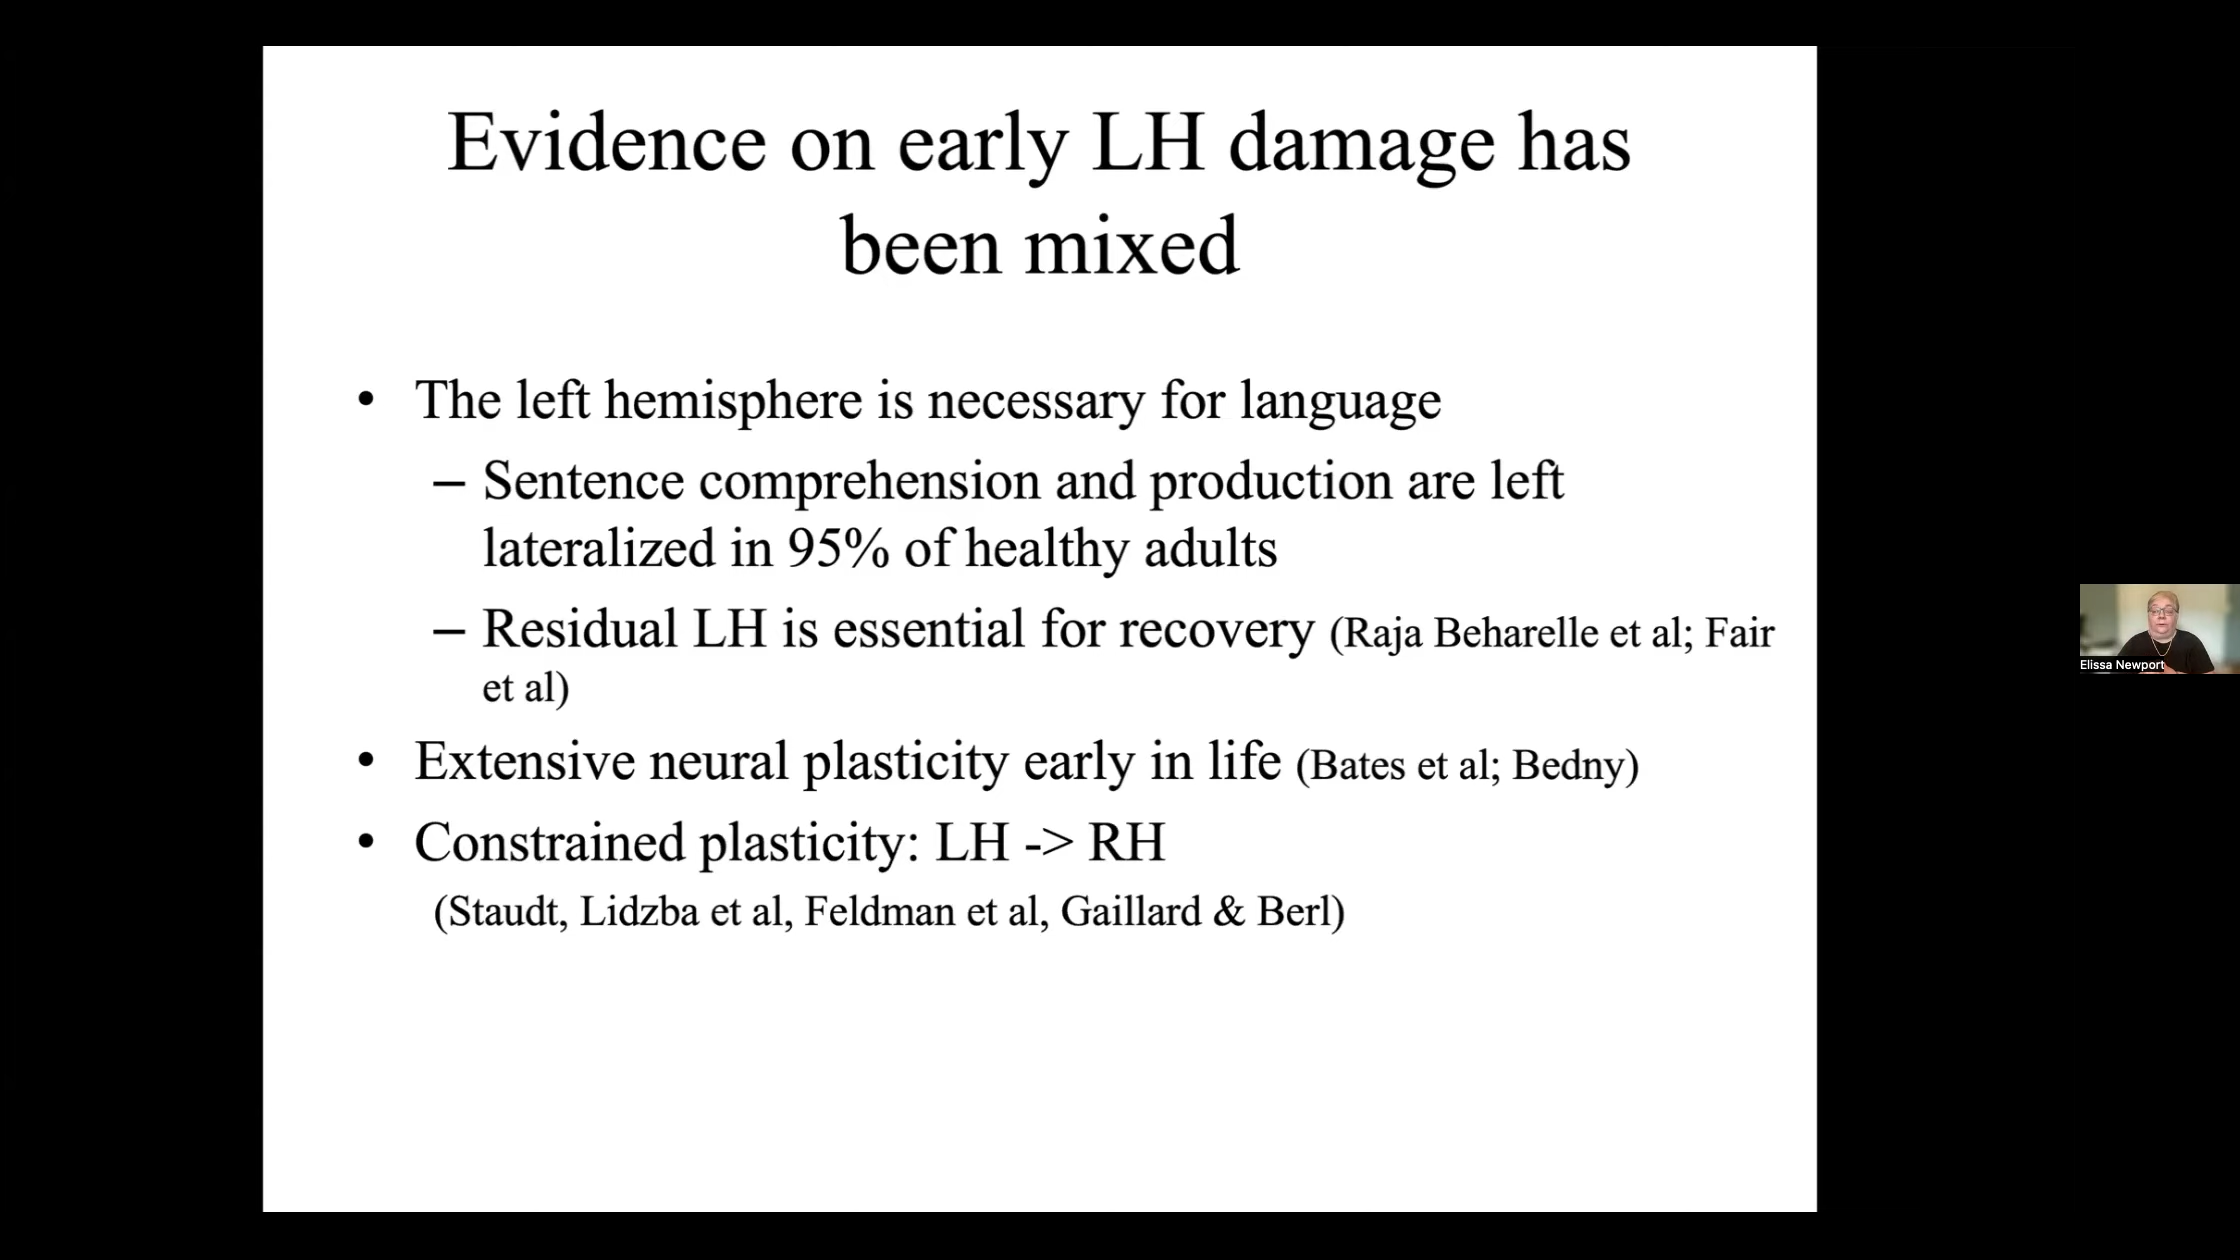 Evidence on early LH damage has
been mixed
• The left hemisphere is necessary for language
– Sentence comprehension and production are left
lateralized in 95% of healthy adults
– Residual LH is essential for recovery (Raja Beharelle et al; Fair
et al)
• Extensive neural plasticity early in life (Bates et al; Bedny)
• Constrained plasticity: LH -> RH
(Staudt, Lidzba et al, Feldman et al, Gaillard & Berl)
Elissa Newport